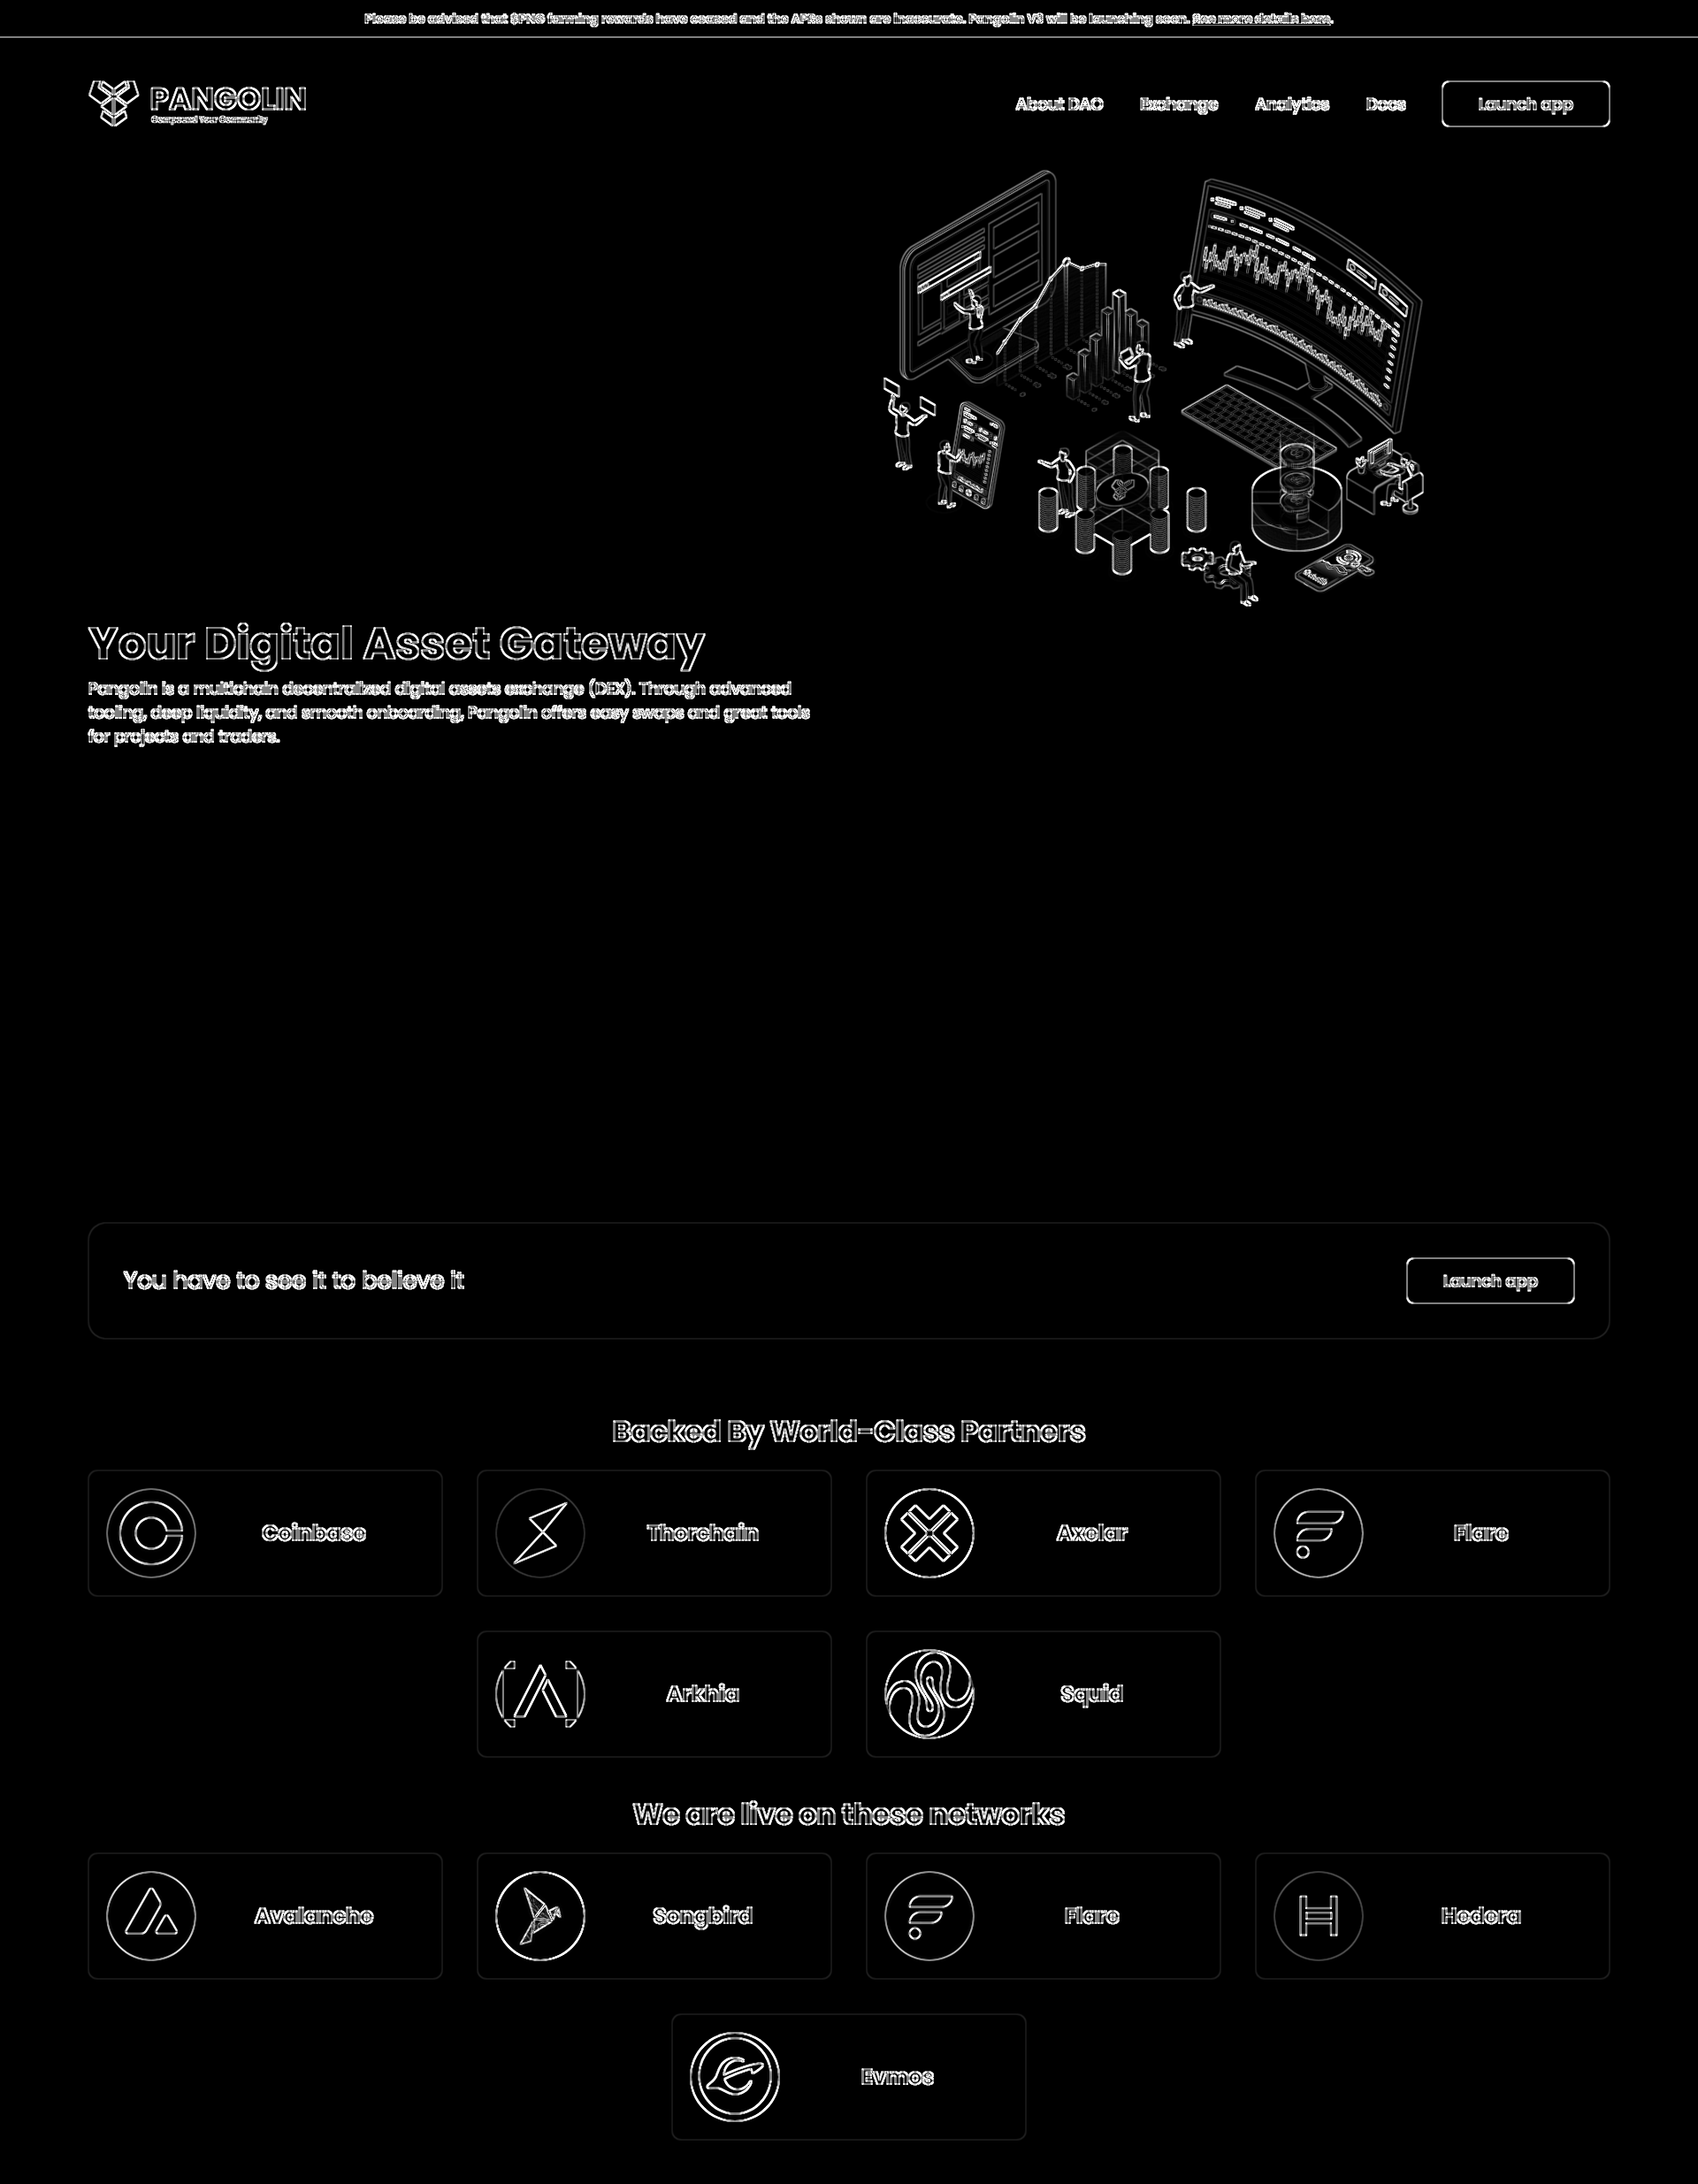 Please be advised that $PNG farming rewards have ceased and the APRs shown are inaccurate. Pangolin V3 will be launching soon. See more details here.
PANGOLIN
Compound Your Community
About DAO
Exchange
Analytics
Docs
Launch app
Your Digital Asset Gateway
Pangolin is a multichain decentralized digital assets exchange (DEX). Through advanced
tooling, deep liquidity, and smooth onboarding, Pangolin offers easy swaps and great tools
for projects and traders.
You have to see it to believe it
Launch app
Backed By World-Class Partners
Coinbase
Thorchain
Axelar
Flare
Arkhia
Squid
We are live on these networks
Avalanche
Songbird
Flare
Hedera
Evmos